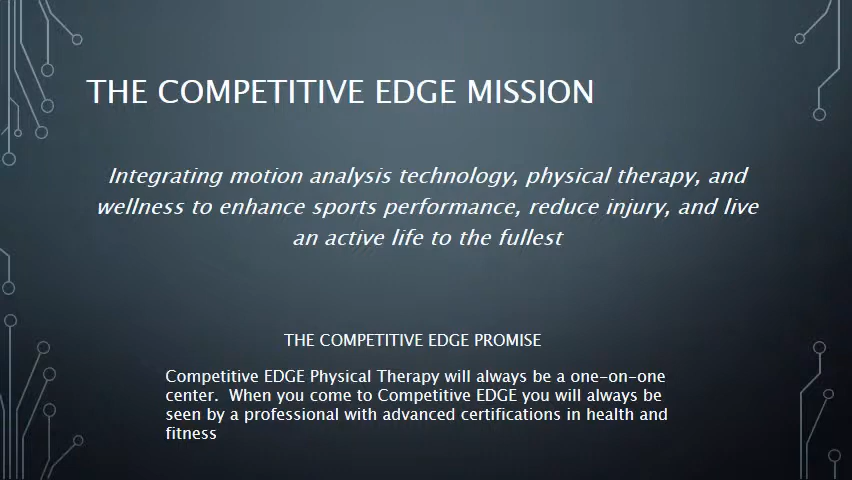 THE COMPETITIVE EDGE MISSION
Integrating motion analysis technology, physical therapy, and
wellness to enhance sports performance, reduce injury, and live
an active life to the fullest
THE COMPETITIVE EDGE PROMISE
Competitive EDGE Physical Therapy will always be a one-on-one
center.  When you come to Competitive EDGE you will always be
seen by a professional with advanced certifications in health and
fitness